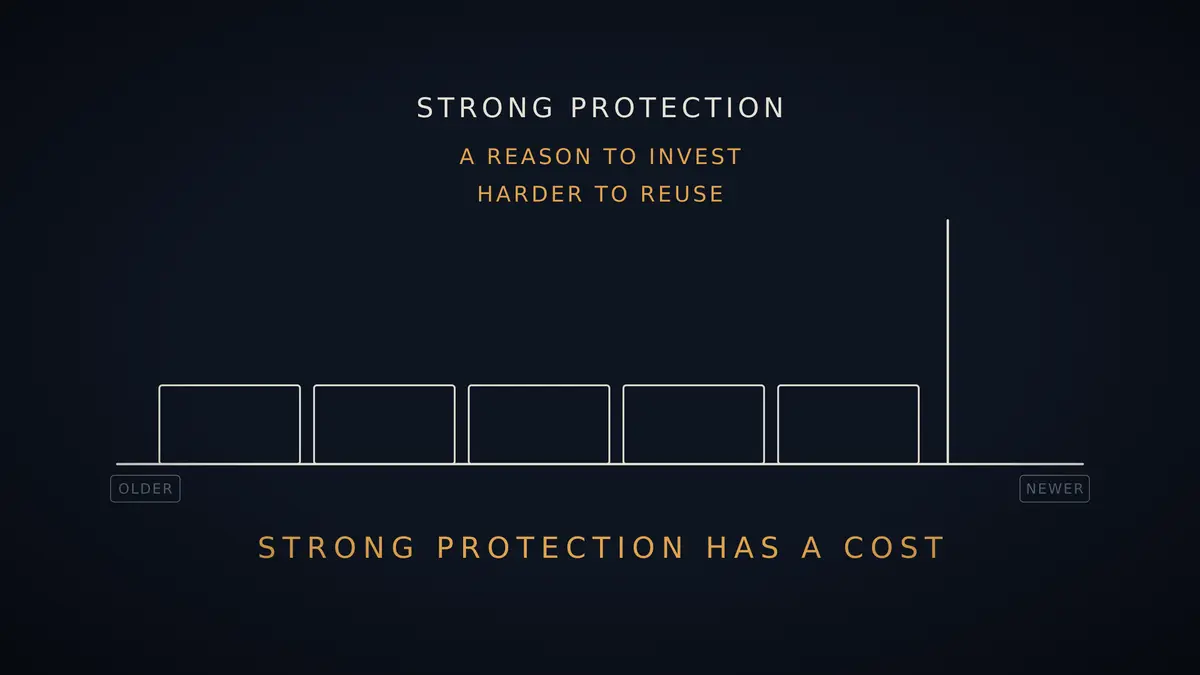 STRONG PROTECTION
A REASON TO INVEST
HARDER TO REUSE
OLDER
NEWER
STRONG PROTECTION HAS A COST